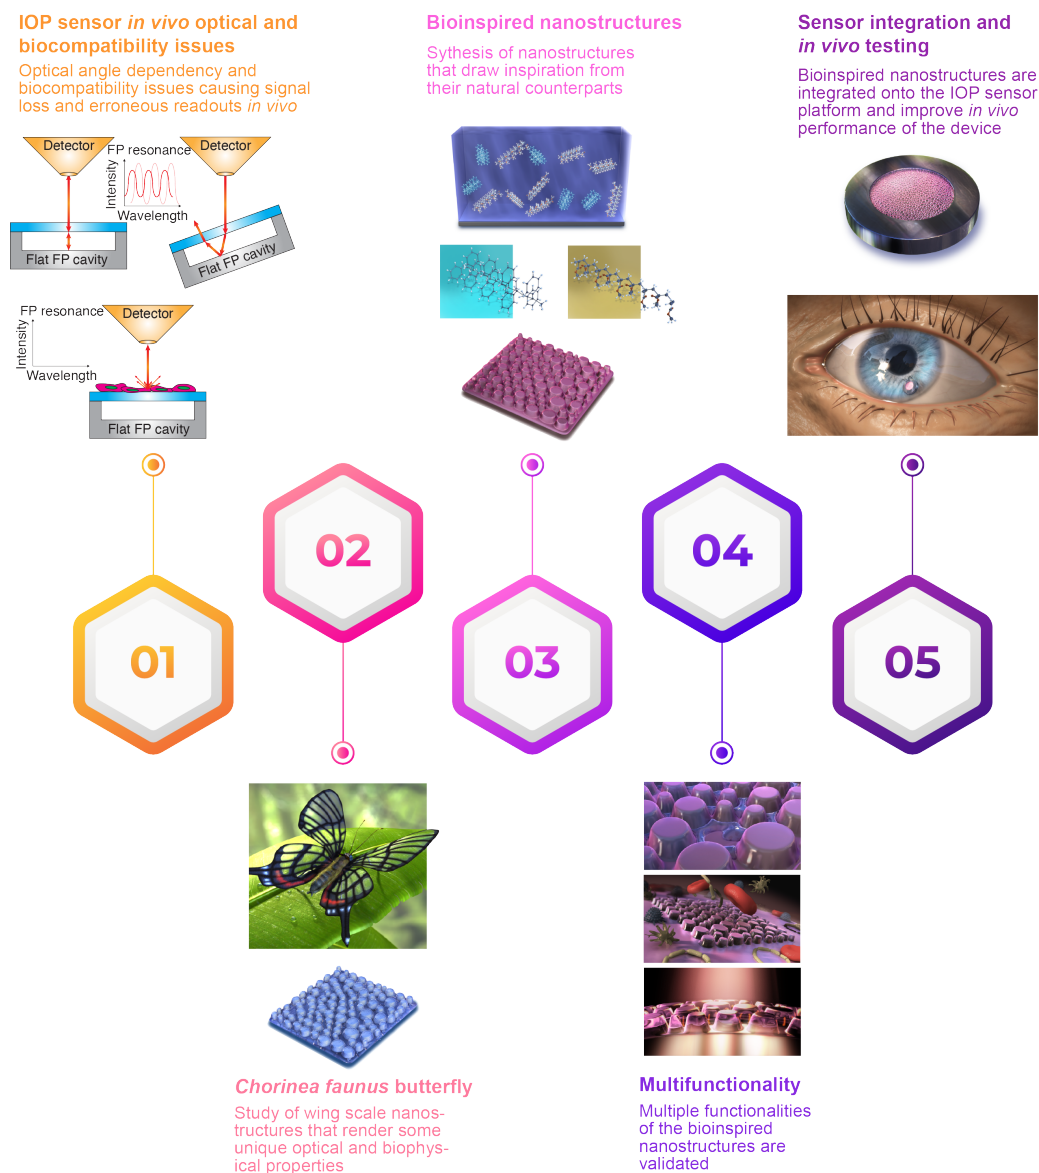 IOP sensor in vivo optical and
biocompatibility issues
Optical angle dependency and
biocompatibility issues causing signal
loss and erroneous readouts in vivo
Detector
FP resonance
Intensity
Wavelength
Flat FP cavity
Detector
Flat FP cavity
FP resonance
Intensity
Wavelength
Detector
Flat FP cavity
Bioinspired nanostructures
Sythesis of nanostructures
that draw inspiration from
their natural counterparts
Sensor integration and
in vivo testing
Bioinspired nanostructures are
integrated onto the IOP sensor
platform and improve in vivo
performance of the device
01
02
03
04
05
Chorinea faunus butterfly
Study of wing scale nanos-
tructures that render some
unique optical and biophys-
ical properties
Multifunctionality
Multiple functionalities
of the bioinspired
nanostructures are
validated